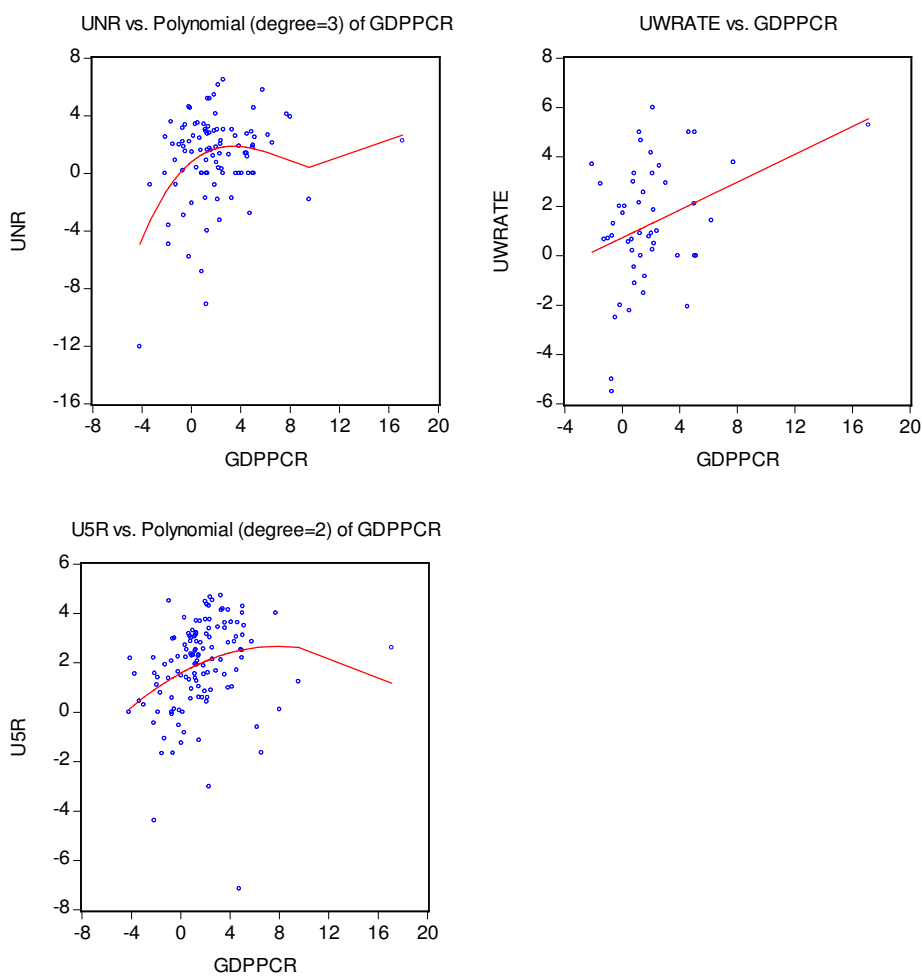 UNR vs. Polynomial (degree=3) of GDPPCR
8
4
0
-4
-8
-12
-16
UNR
-8 -4 0 4 8 12 16 20
GDPPCR
UWRATE vs. GDPPCR
8
6
4
2
0
-2
-4
-6
UWRATE
-4 0 4 8 12 16 20
GDPPCR
U5R vs. Polynomial (degree=2) of GDPPCR
6
4
2
0
-2
-4
-6
-8
U5R
-8 -4 0 4 8 12 16 20
GDPPCR